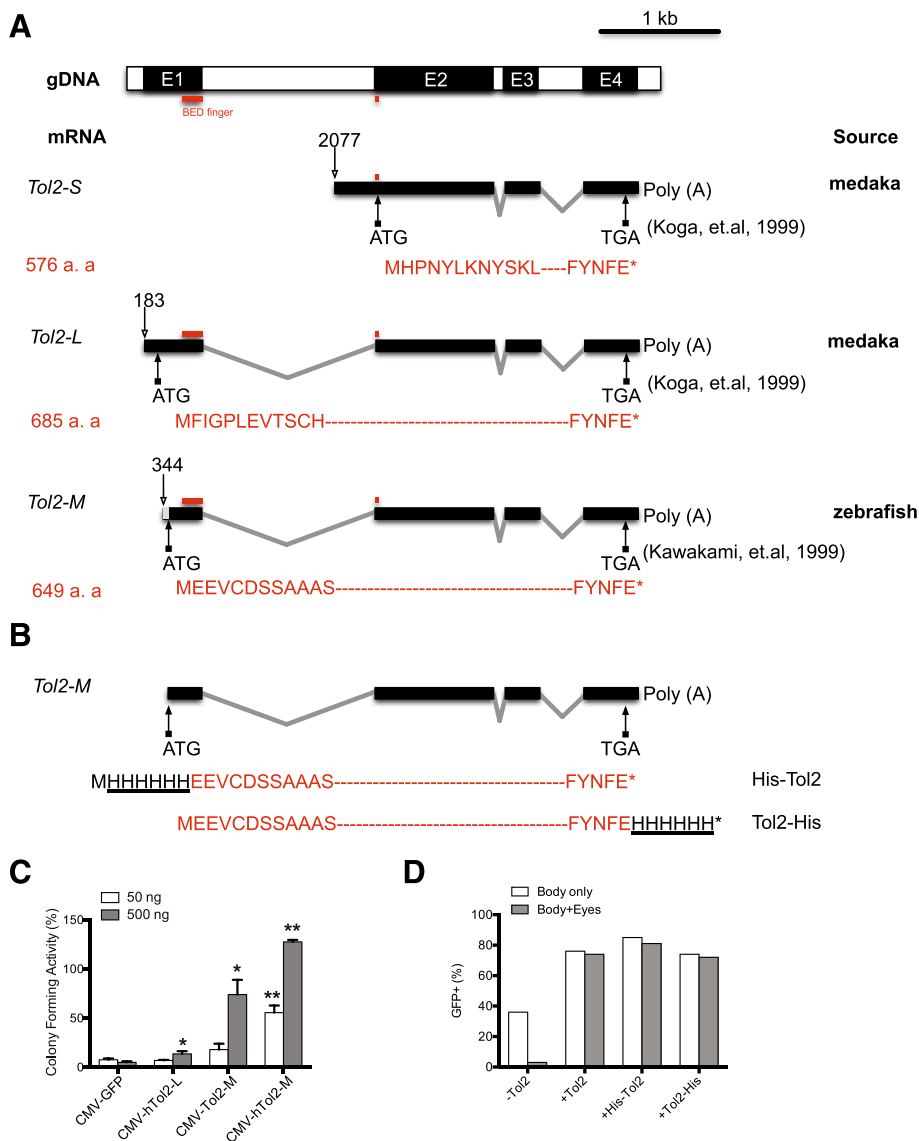 A
1 kb
gDNA
E1
E2
E3
E4
BED finger
mRNA
Source
2077
Tol2-S
Poly (A)
medaka
ATG
TGA
(Koga, et.al, 1999)
576 a. a
MHPNYLKNYSKL----FYNFE*
183
Tol2-L
Poly (A)
medaka
ATG
TGA
(Koga, et.al, 1999)
685 a. a
MFIGPLEVTSCH--------------------------------------FYNFE*
344
Tol2-M
Poly (A)
zebrafish
ATG
TGA
(Kawakami, et.al, 1999)
649 a. a
MEEVCDSSAAAS-------------------------------------FYNFE*
B
Tol2-M
Poly (A)
ATG
TGA
MHHHHHHEEVCDSSAAAS------------------------------------FYNFE*
His-Tol2
MEEVCDSSAAAS------------------------------------FYNFEHHHHHH*
Tol2-His
C
50 ng
500 ng
Colony Forming Activity (%)
150
100
50
0
*
*
**
**
CMV-GFP
CMV-hTol2-L
CMV-Tol2-M
CMV-hTol2-M
D
Body only
Body+Eyes
GFP+ (%)
100
80
60
40
20
0
-Tol2
+Tol2
+His-Tol2
+Tol2-His